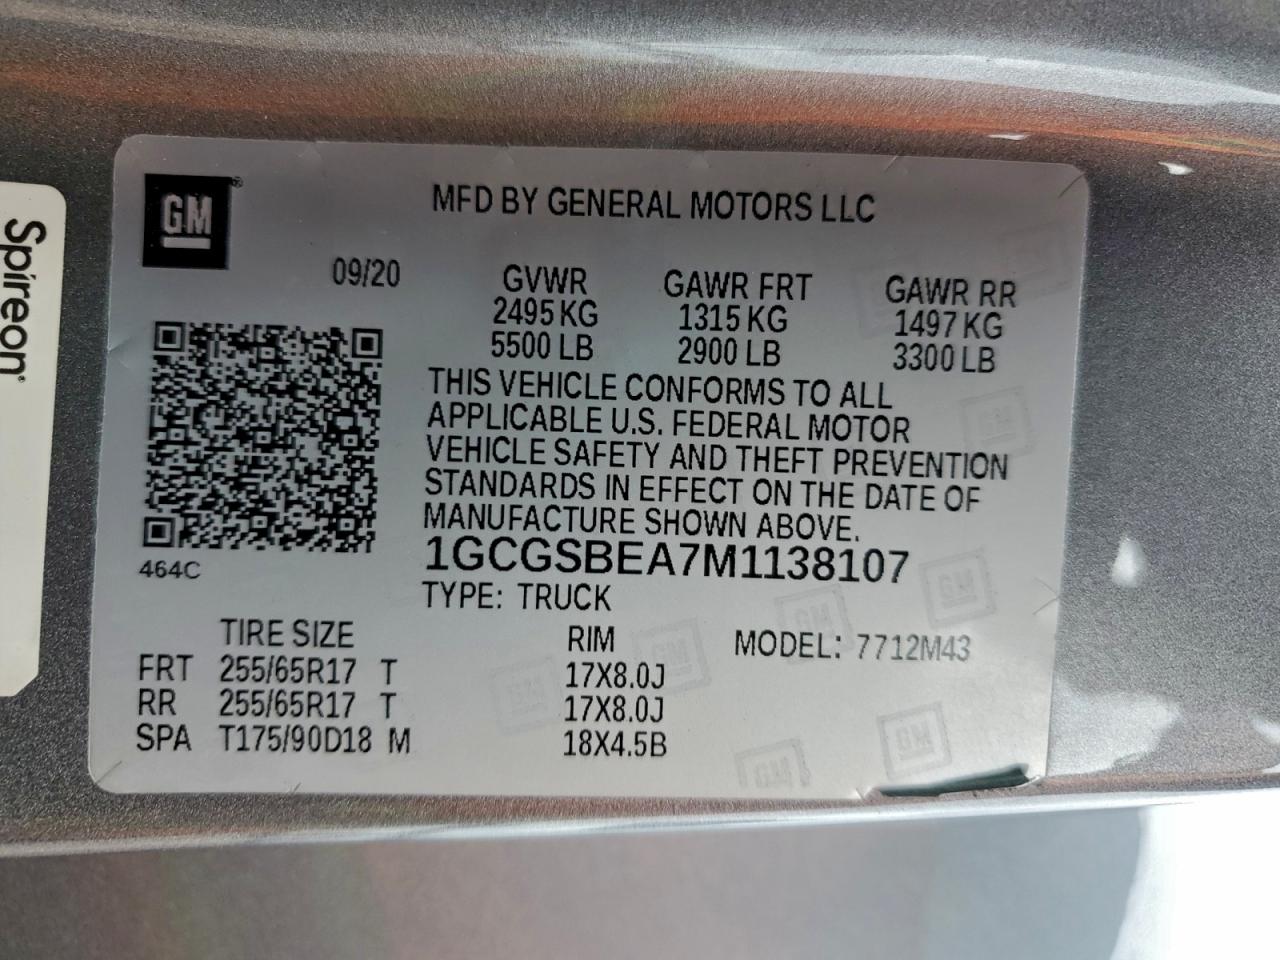 Spireon
GM
MFD BY GENERAL MOTORS LLC
09/20
GVWR GAWR FRT GAWR RR
2495 KG 1315 KG 1497 KG
5500 LB 2900 LB 3300 LB
THIS VEHICLE CONFORMS TO ALL
APPLICABLE U.S. FEDERAL MOTOR
VEHICLE SAFETY AND THEFT PREVENTION
STANDARDS IN EFFECT ON THE DATE OF
MANUFACTURE SHOWN ABOVE.
464C
1GCGSBEA7M1138107
TYPE: TRUCK
TIRE SIZE RIM MODEL: 7712M43
FRT 255/65R17 T 17X8.0J
RR 255/65R17 T 17X8.0J
SPA T175/90D18 M 18X4.5B